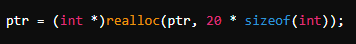 ptr = (int *)realloc(ptr, 20 * sizeof(int));